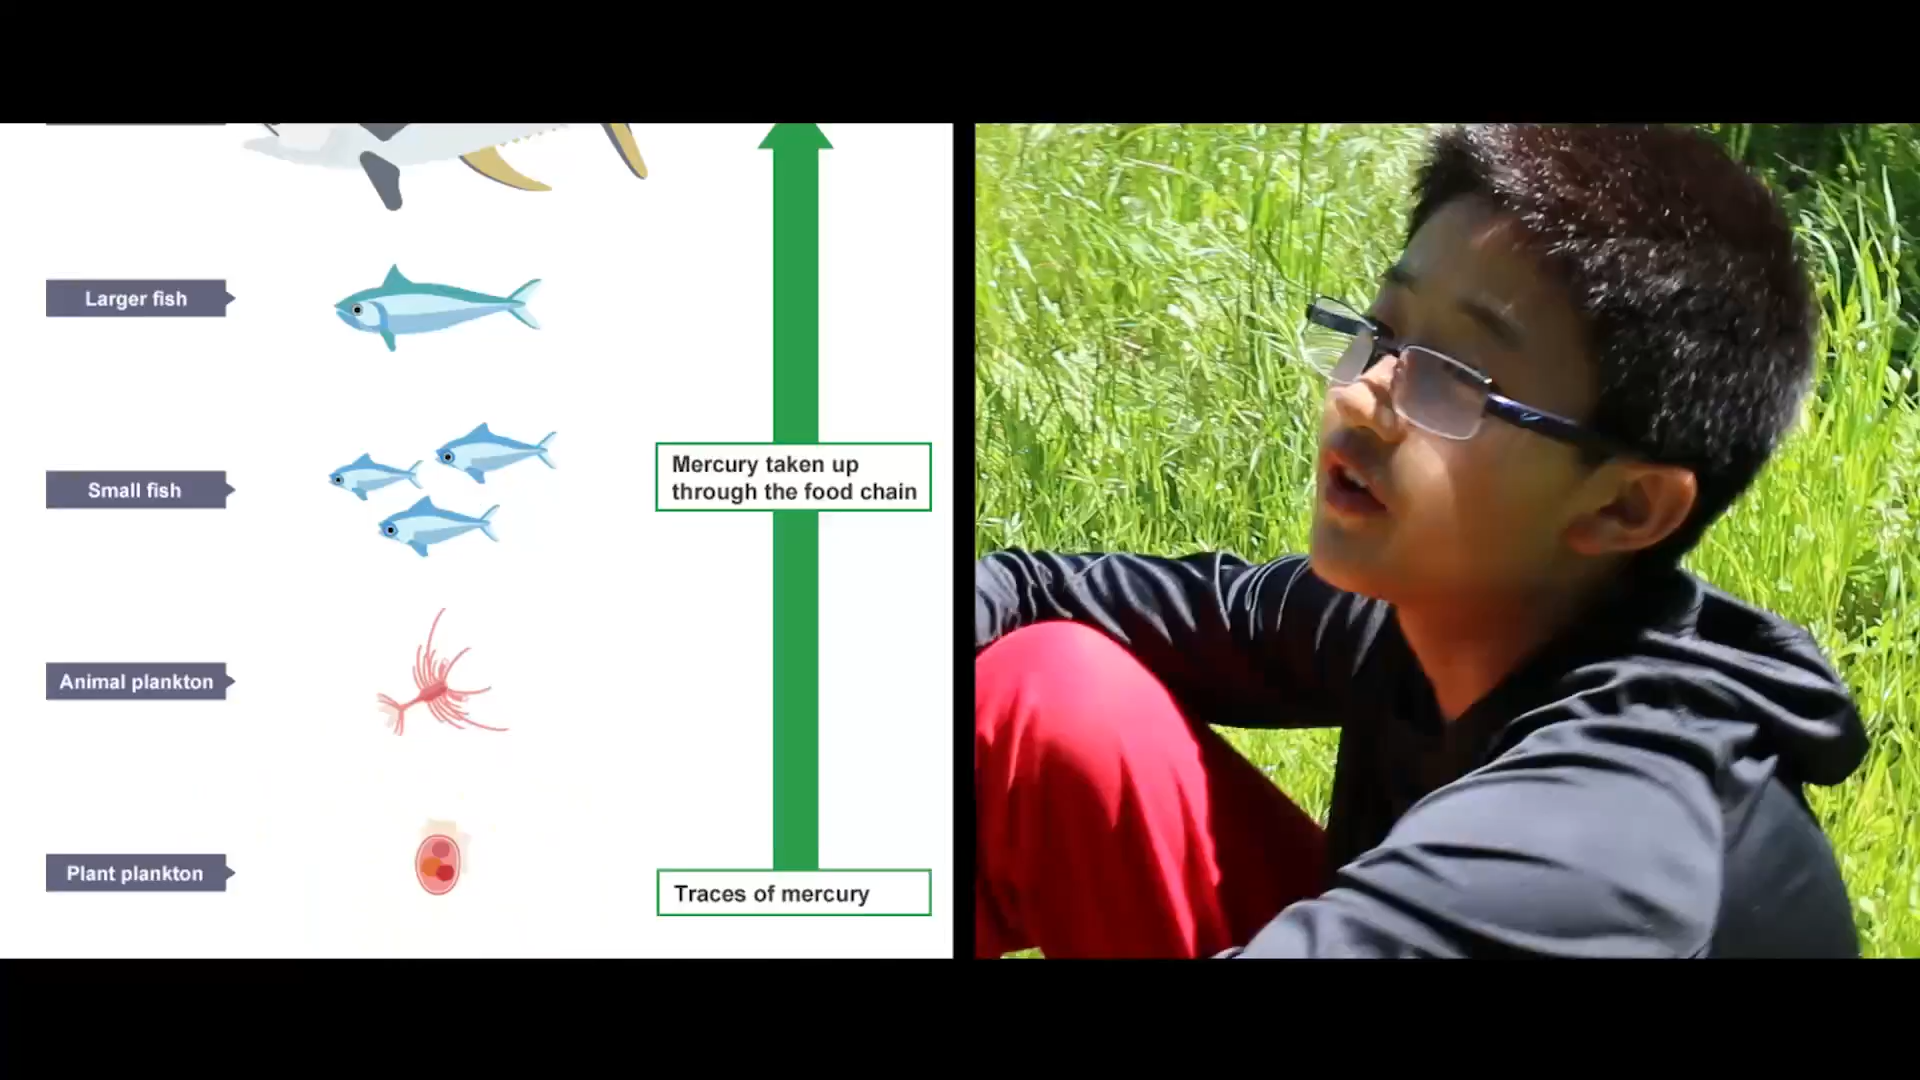 Larger fish
Small fish
Mercury taken up
through the food chain
Animal plankton
Plant plankton
Traces of mercury